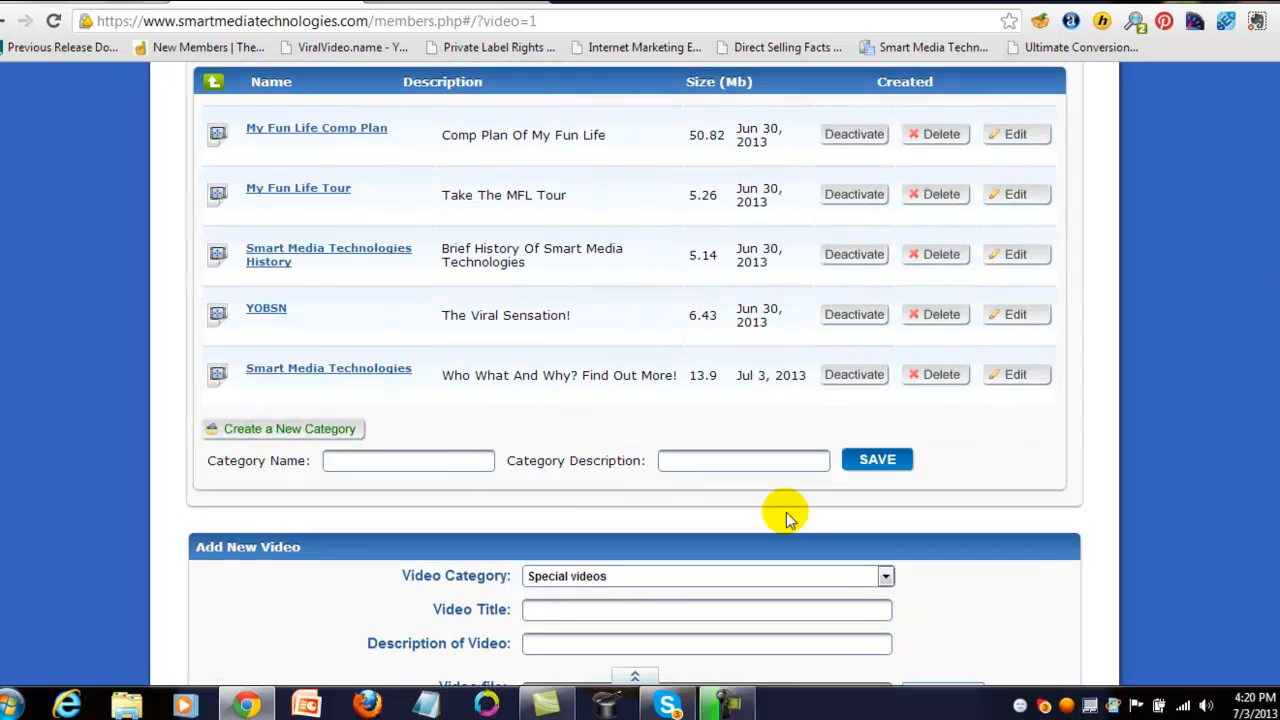 https://www.smartmediatechnologies.com/members.php#/?video=1
Previous Release Do...
New Members | The...
ViralVideo.name - Y...
Private Label Rights ...
Internet Marketing E...
Direct Selling Facts ...
Smart Media Techn...
Ultimate Conversion...
Name Description Size (Mb) Created
My Fun Life Comp Plan Comp Plan Of My Fun Life 50.82 Jun 30,
2013 Deactivate Delete Edit
My Fun Life Tour Take The MFL Tour 5.26 Jun 30,
2013 Deactivate Delete Edit
Smart Media Technologies
History
Brief History Of Smart Media
Technologies
5.14 Jun 30,
2013 Deactivate Delete Edit
YOBSN The Viral Sensation! 6.43 Jun 30,
2013 Deactivate Delete Edit
Smart Media Technologies Who What And Why? Find Out More! 13.9 Jul 3, 2013 Deactivate Delete Edit
Create a New Category
Category Name: Category Description: SAVE
Add New Video
Video Category: Special videos
Video Title:
Description of Video:
Video file:
4:20 PM
7/3/2013